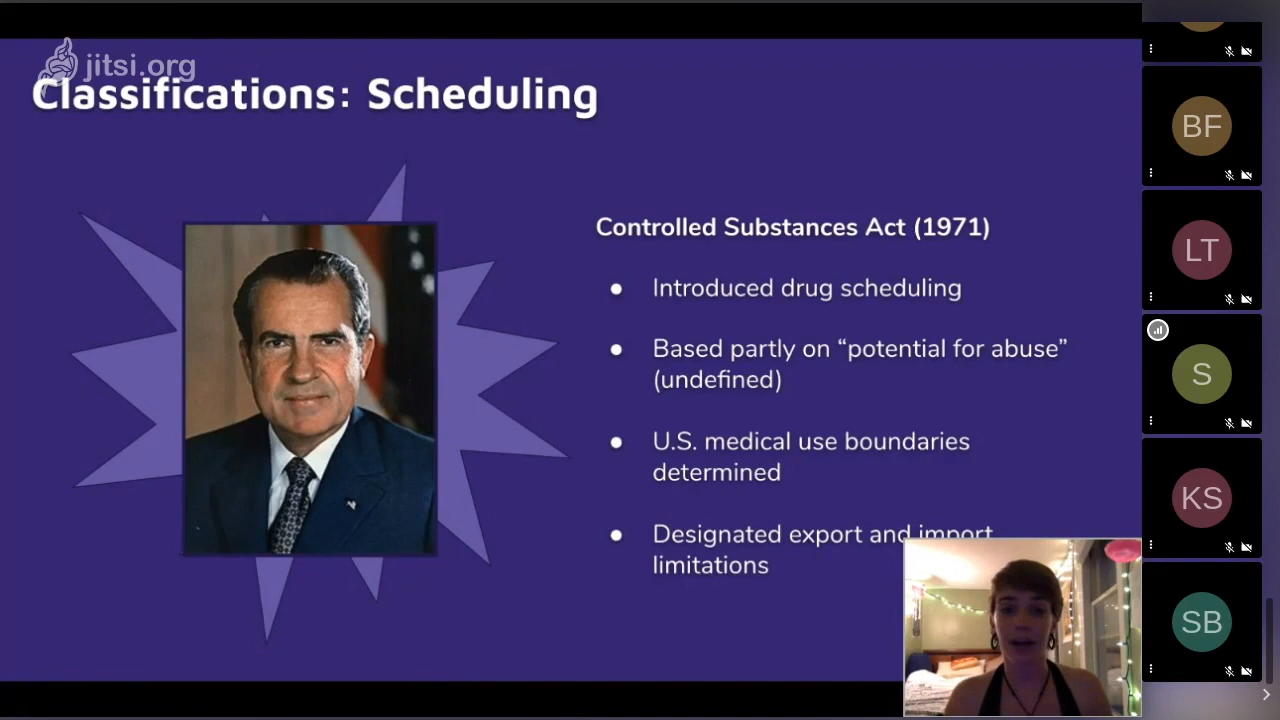 jitsi.org
Classifications: Scheduling
Controlled Substances Act (1971)
● Introduced drug scheduling
● Based partly on “potential for abuse”
(undefined)
● U.S. medical use boundaries
determined
● Designated export and import
limitations
BF
LT
S
KS
SB